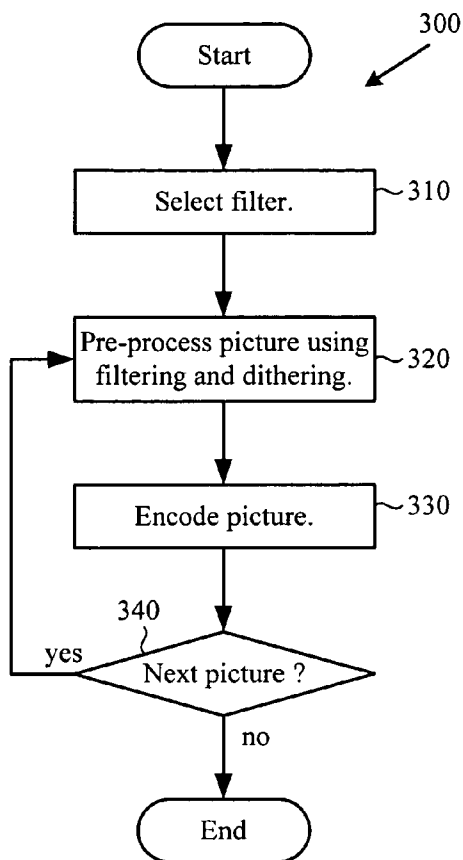 300
Start
Select filter.
310
Pre-process picture using
filtering and dithering.
320
Encode picture.
330
340
yes
Next picture ?
no
End